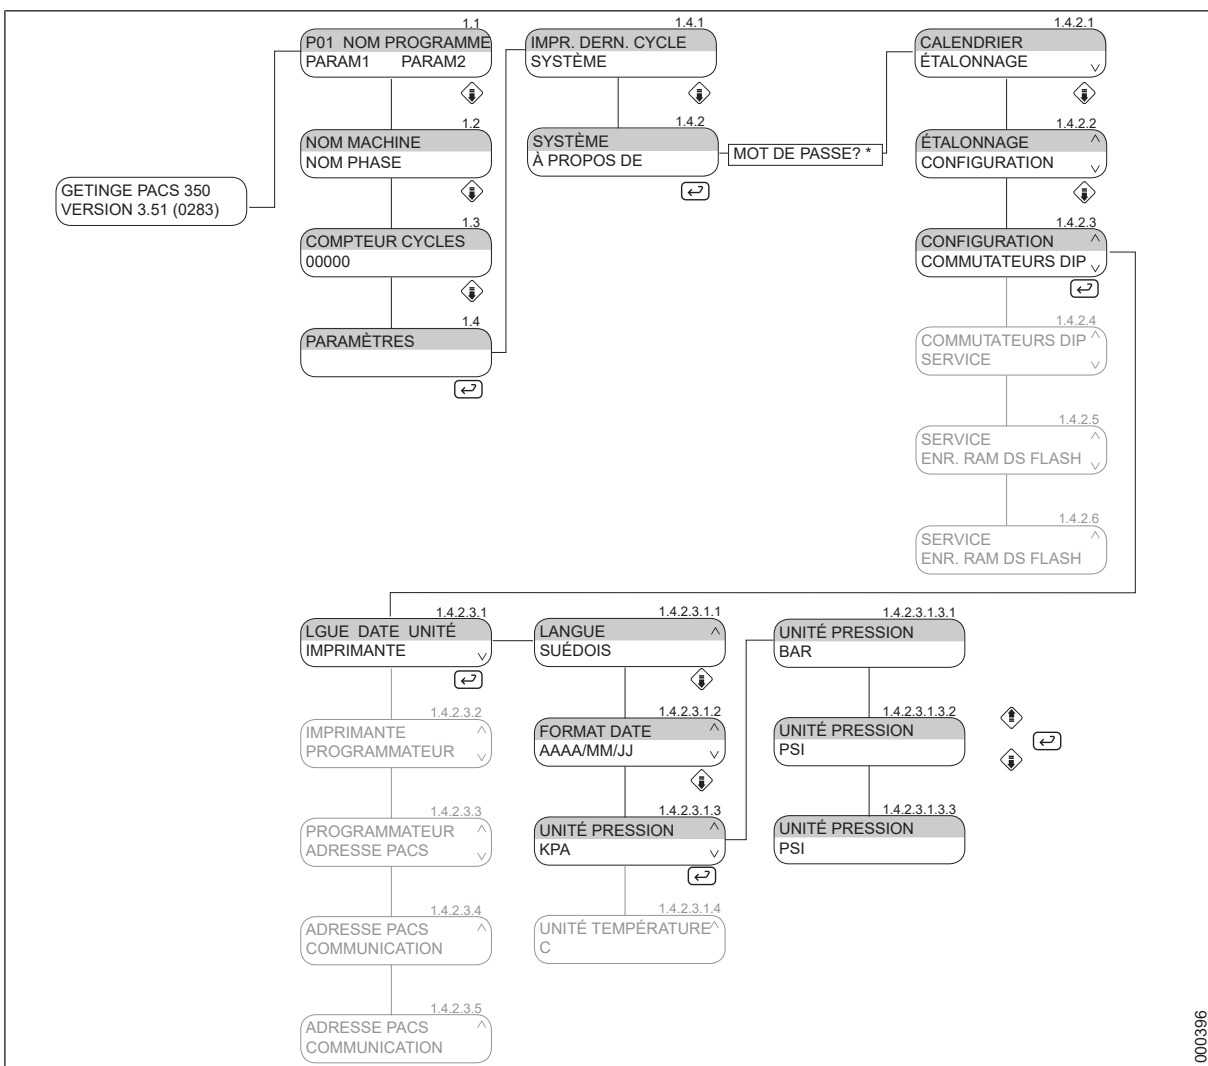 GETINGE PACS 350
VERSION 3.51 (0283)
1.1
P01 NOM PROGRAMME
PARAM1 PARAM2
1.2
NOM MACHINE
NOM PHASE
1.3
COMPTEUR CYCLES
00000
1.4
PARAMÈTRES
1.4.1
IMPR. DERN. CYCLE
SYSTÈME
1.4.2
SYSTÈME
À PROPOS DE
MOT DE PASSE? *
1.4.2.1
CALENDRIER
ÉTALONNAGE
1.4.2.2
ÉTALONNAGE
CONFIGURATION
1.4.2.3
CONFIGURATION
COMMUTATEURS DIP
1.4.2.4
COMMUTATEURS DIP
SERVICE
1.4.2.5
SERVICE
ENR. RAM DS FLASH
1.4.2.6
SERVICE
ENR. RAM DS FLASH
1.4.2.3.1
LGUE DATE UNITÉ
IMPRIMANTE
1.4.2.3.2
IMPRIMANTE
PROGRAMMATEUR
1.4.2.3.3
PROGRAMMATEUR
ADRESSE PACS
1.4.2.3.4
ADRESSE PACS
COMMUNICATION
1.4.2.3.5
ADRESSE PACS
COMMUNICATION
1.4.2.3.1.1
LANGUE
SUÉDOIS
1.4.2.3.1.2
FORMAT DATE
AAAA/MM/JJ
1.4.2.3.1.3
UNITÉ PRESSION
KPA
1.4.2.3.1.4
UNITÉ TEMPÉRATURE
C
1.4.2.3.1.3.1
UNITÉ PRESSION
BAR
1.4.2.3.1.3.2
UNITÉ PRESSION
PSI
1.4.2.3.1.3.3
UNITÉ PRESSION
PSI
000396